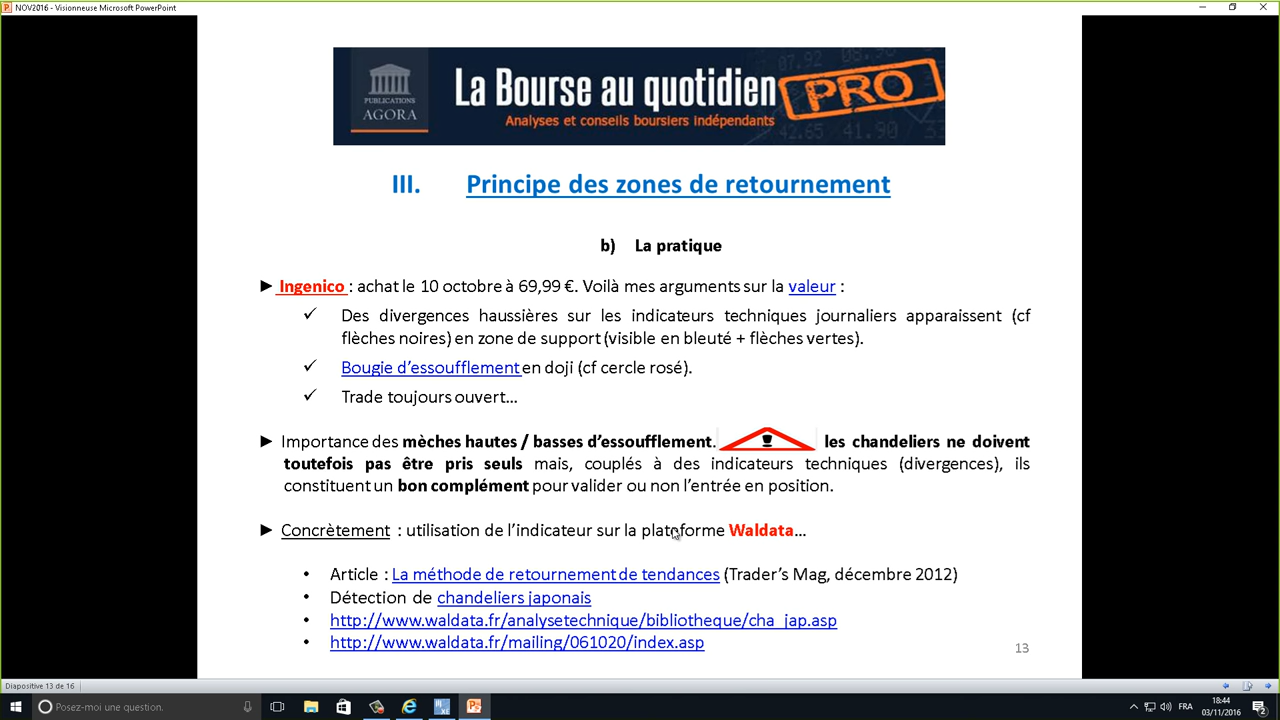 NOV2016 - Visionneuse Microsoft PowerPoint
PUBLICATIONS
AGORA
La Bourse au quotidien PRO
Analyses et conseils boursiers indépendants
III. Principe des zones de retournement
b) La pratique
► Ingenico : achat le 10 octobre à 69,99 €. Voilà mes arguments sur la valeur :
✓ Des divergences haussières sur les indicateurs techniques journaliers apparaissent (cf
flèches noires) en zone de support (visible en bleuté + flèches vertes).
✓ Bougie d’essoufflement en doji (cf cercle rosé).
✓ Trade toujours ouvert…
► Importance des mèches hautes / basses d’essoufflement. les chandeliers ne doivent
toutefois pas être pris seuls mais, couplés à des indicateurs techniques (divergences), ils
constituent un bon complément pour valider ou non l’entrée en position.
► Concrètement : utilisation de l’indicateur sur la plateforme Waldata…
• Article : La méthode de retournement de tendances (Trader’s Mag, décembre 2012)
• Détection de chandeliers japonais
• http://www.waldata.fr/analysetechnique/bibliotheque/cha_jap.asp
• http://www.waldata.fr/mailing/061020/index.asp
13
Diapositive 13 de 16
Posez-moi une question.
FRA
18:44
03/11/2016